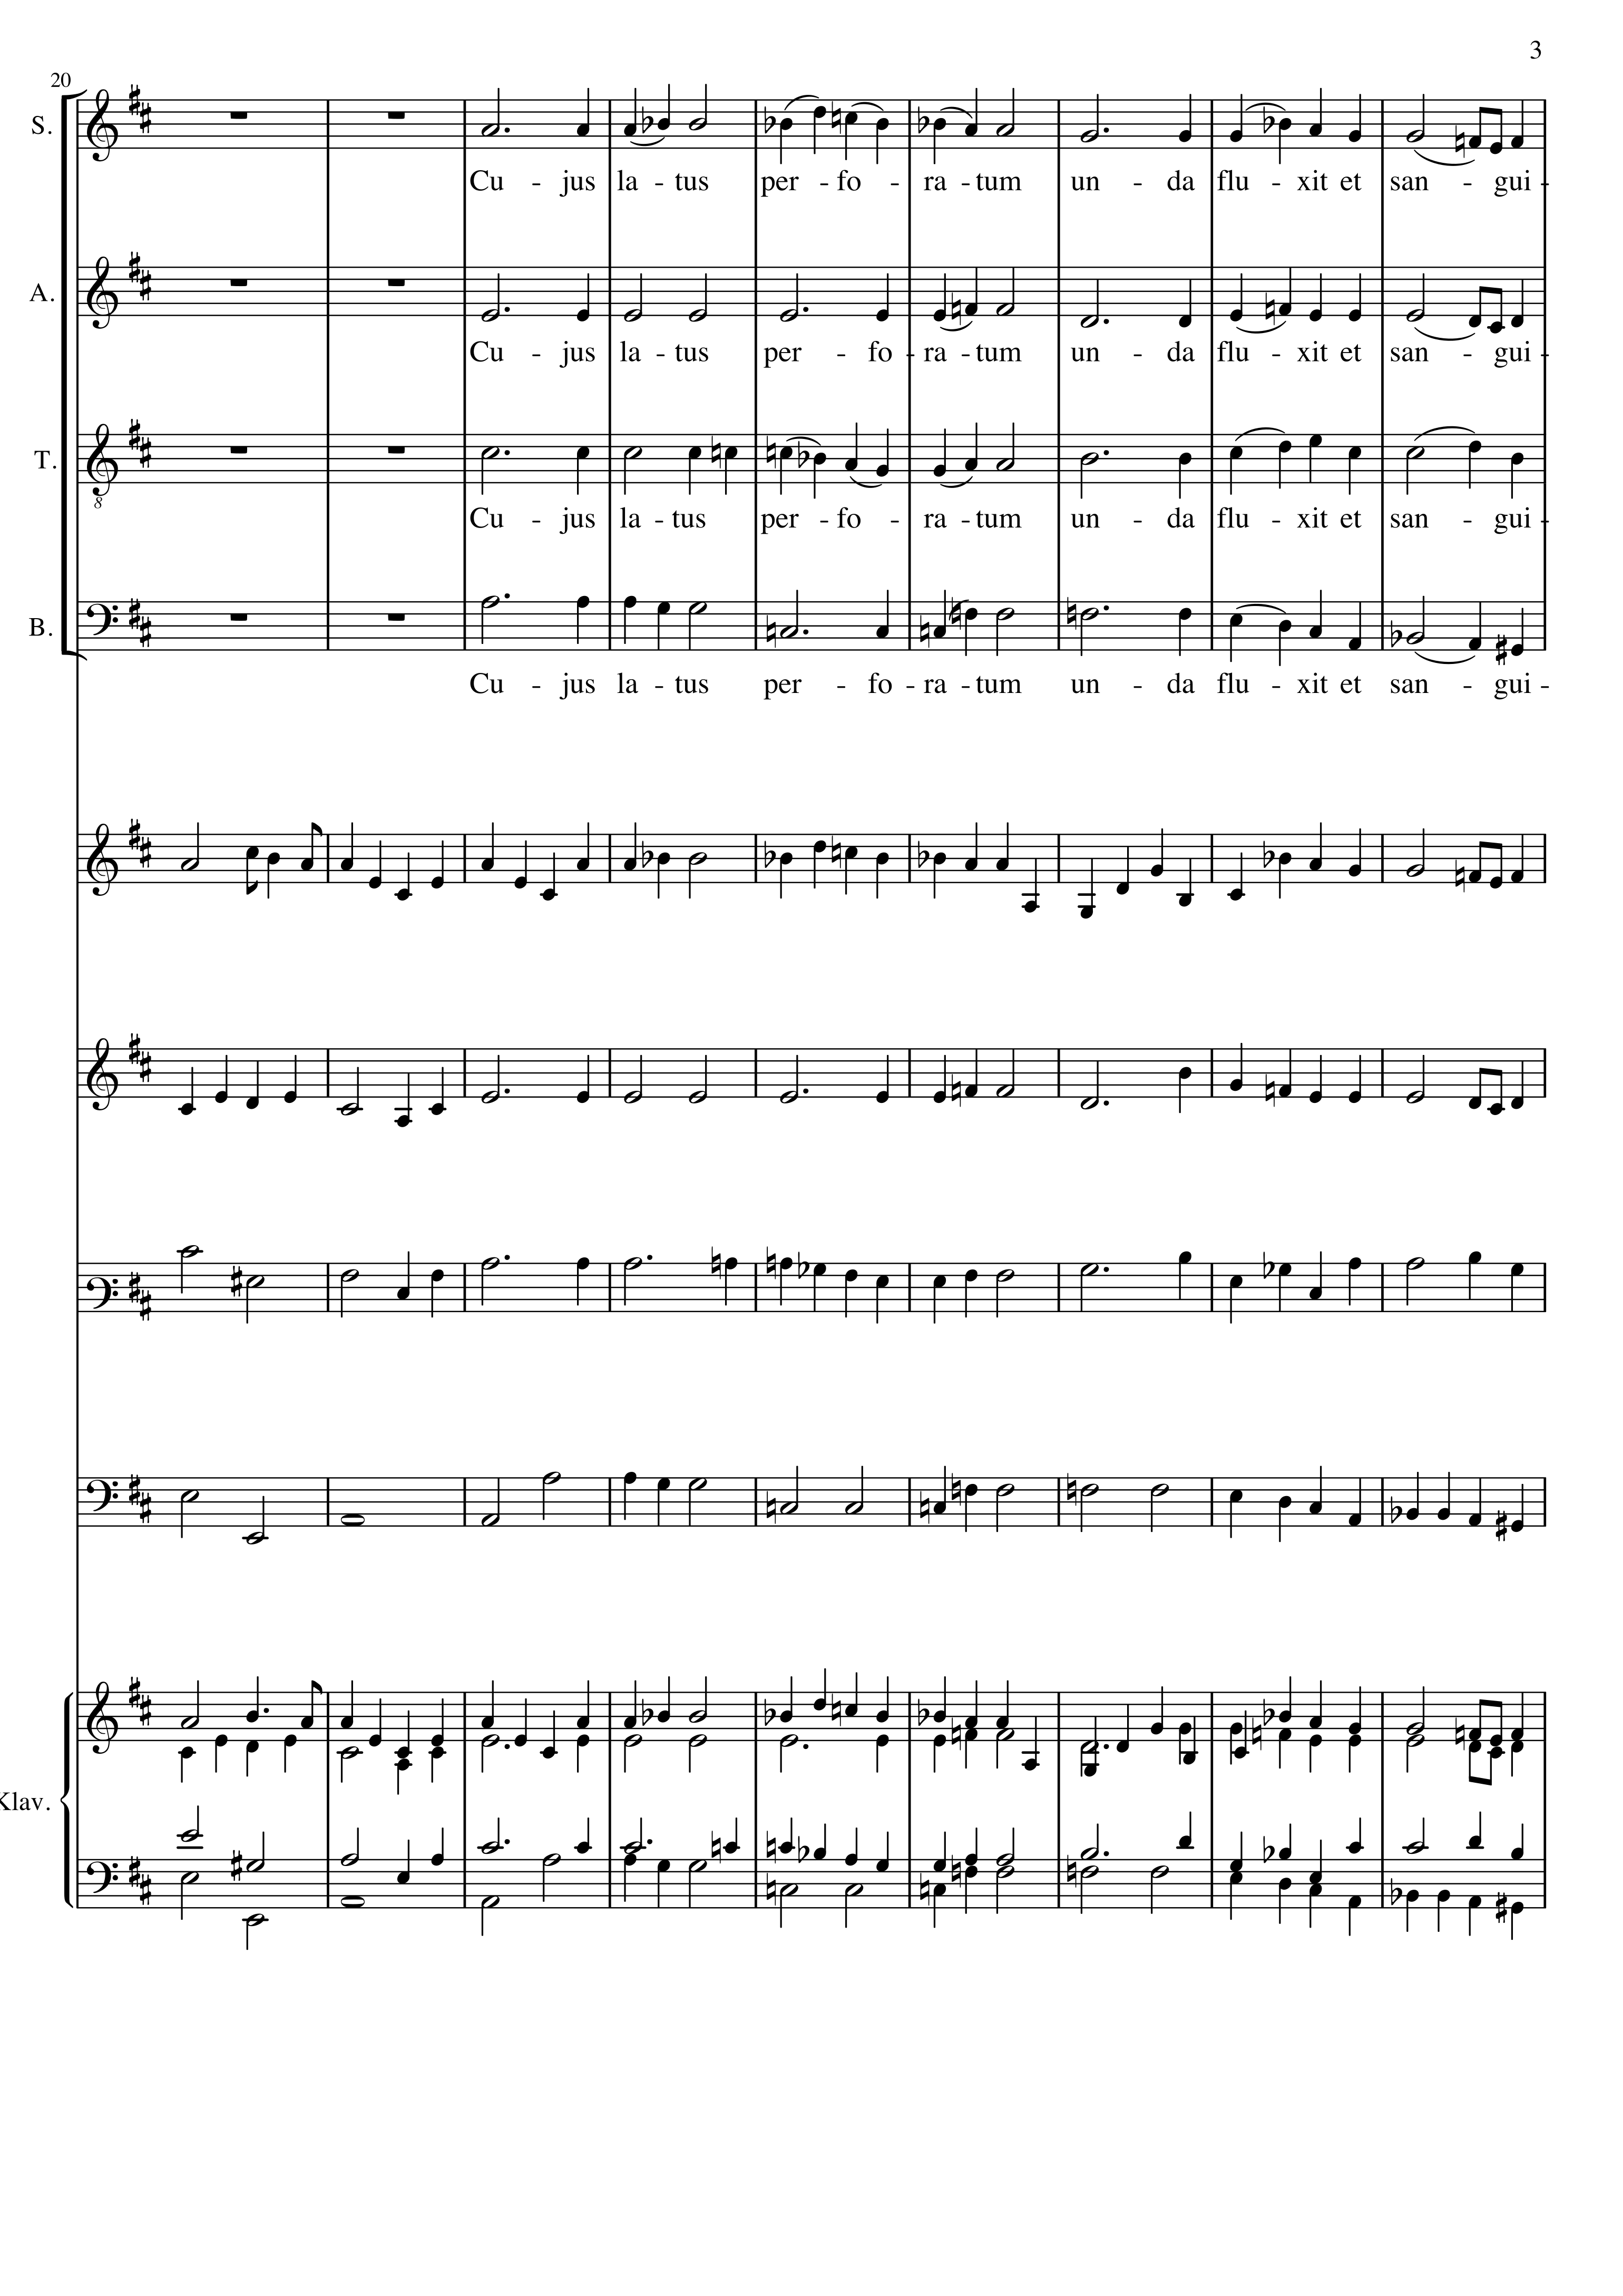 3
20
S.
Cu - jus la - tus per - fo - ra - tum un - da flu - xit et san - gui -
A.
Cu - jus la - tus per - fo - ra - tum un - da flu - xit et san - gui -
T.
8
Cu - jus la - tus per - fo - ra - tum un - da flu - xit et san - gui -
B.
Cu - jus la - tus per - fo - ra - tum un - da flu - xit et san - gui -
Klav.